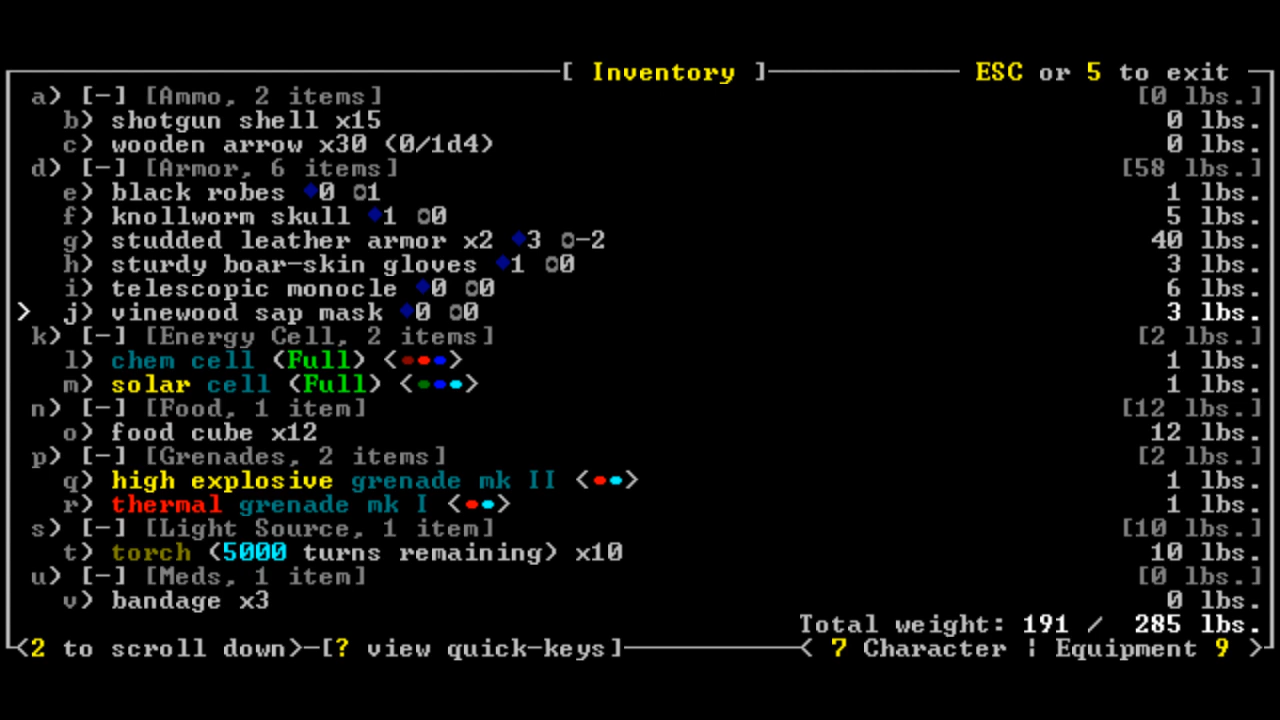 [ Inventory ] ESC or 5 to exit
a) [-] [Ammo, 2 items] [0 lbs.]
b) shotgun shell x15 0 lbs.
c) wooden arrow x30 (0/1d4) 0 lbs.
d) [-] [Armor, 6 items] [58 lbs.]
e) black robes ♦0 o1 1 lbs.
f) knollworm skull ♦1 o0 5 lbs.
g) studded leather armor x2 ♦3 o-2 40 lbs.
h) sturdy boar-skin gloves ♦1 o0 3 lbs.
i) telescopic monocle ♦0 o0 6 lbs.
> j) vinewood sap mask ♦0 o0 3 lbs.
k) [-] [Energy Cell, 2 items] [2 lbs.]
l) chem cell (Full) <•••> 1 lbs.
m) solar cell (Full) <•••> 1 lbs.
n) [-] [Food, 1 item] [12 lbs.]
o) food cube x12 12 lbs.
p) [-] [Grenades, 2 items] [2 lbs.]
q) high explosive grenade mk II <••> 1 lbs.
r) thermal grenade mk I <••> 1 lbs.
s) [-] [Light Source, 1 item] [10 lbs.]
t) torch (5000 turns remaining) x10 10 lbs.
u) [-] [Meds, 1 item] [0 lbs.]
v) bandage x3 0 lbs.
Total weight: 191 / 285 lbs.
<2 to scroll down> [? view quick-keys] < 7 Character | Equipment 9 >